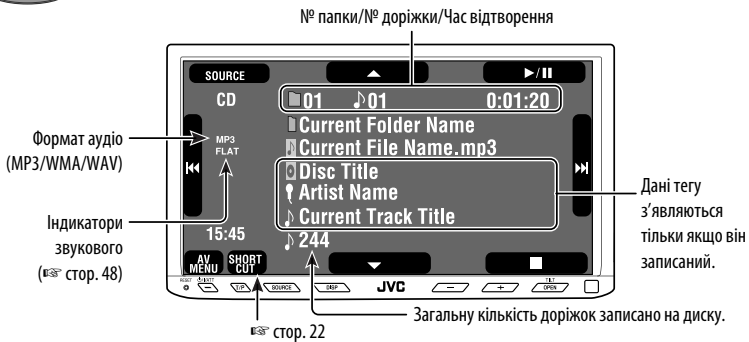 № папки/№ доріжки/Час відтворення
SOURCE
CD
01 01 0:01:20
Current Folder Name
Current File Name.mp3
Disc Title
Artist Name
Current Track Title
244
MP3
FLAT
15:45
AV
MENU
SHORT
CUT
Формат аудіо
(MP3/WMA/WAV)
Індикатори
звукового
(☞ стор. 48)
Дані тегу
з’являються
тільки якщо він
записаний.
RESET
ATT
T/P
SOURCE
DISP
JVC
TILT
OPEN
Загальну кількість доріжок записано на диску.
☞ стор. 22